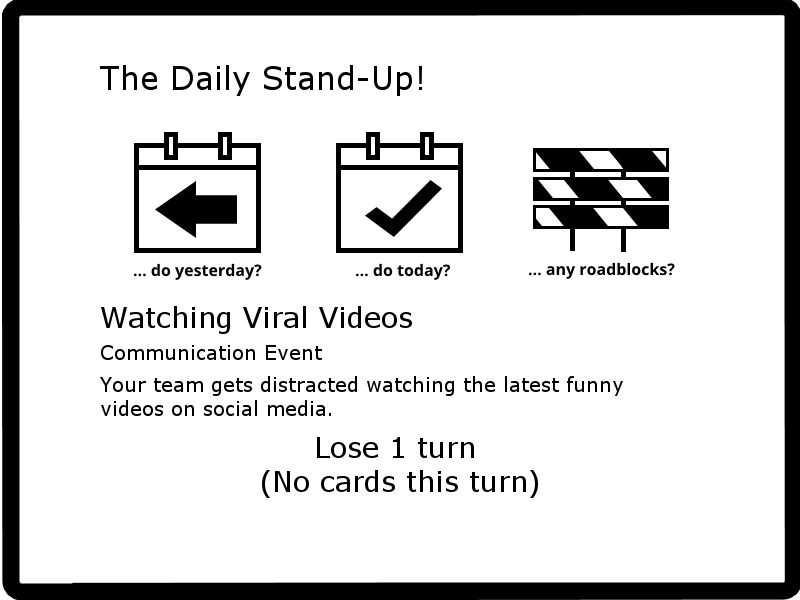 The Daily Stand-Up!
... do yesterday?
... do today?
... any roadblocks?
Watching Viral Videos
Communication Event
Your team gets distracted watching the latest funny
videos on social media.
Lose 1 turn
(No cards this turn)